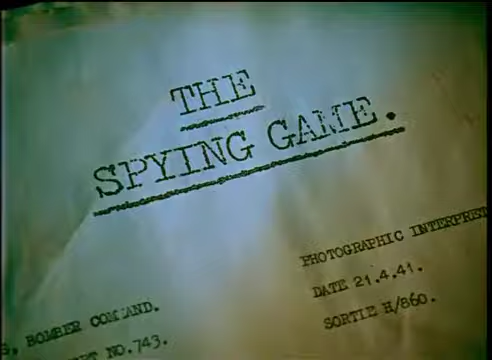 THE
SPYING GAME.
PHOTOGRAPHIC INTERPRET
DATE 21.4.41.
SORTIE H/860.
BOMBER COMMAND.
NO.743.